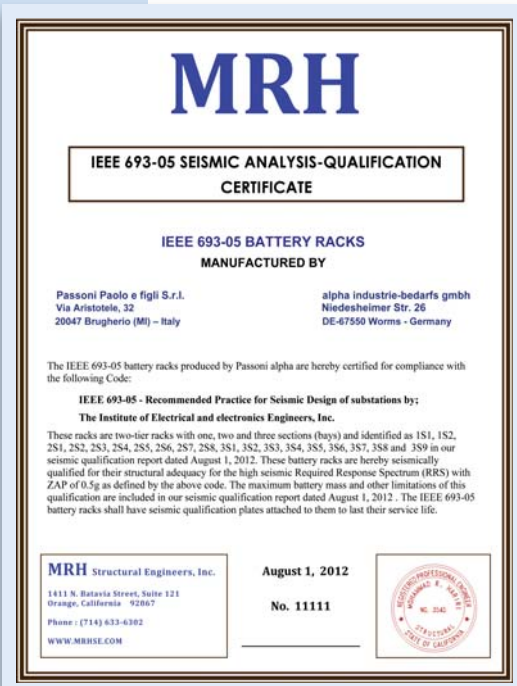 MRH
IEEE 693-05 SEISMIC ANALYSIS-QUALIFICATION
CERTIFICATE
IEEE 693-05 BATTERY RACKS
MANUFACTURED BY
Passoni Paolo e figli S.r.l.
Via Aristotele, 32
20047 Brugherio (MI) – Italy
alpha industrie-bedarfs gmbh
Niedesheimer Str. 26
DE-67550 Worms - Germany
The IEEE 693-05 battery racks produced by Passoni alpha are hereby certified for compliance with
the following Code:
IEEE 693-05 - Recommended Practice for Seismic Design of substations by;
The Institute of Electrical and electronics Engineers, Inc.
These racks are two-tier racks with one, two and three sections (bays) and identified as 1S1, 1S2,
2S1, 2S2, 2S3, 2S4, 2S5, 2S6, 2S7, 2S8, 3S1, 3S2, 3S3, 3S4, 3S5, 3S6, 3S7, 3S8 and 3S9 in our
seismic qualification report dated August 1, 2012. These battery racks are hereby seismically
qualified for their structural adequacy for the high seismic Required Response Spectrum (RRS) with
ZAP of 0.5g as defined by the above code. The maximum battery mass and other limitations of this
qualification are included in our seismic qualification report dated August 1, 2012 . The IEEE 693-05
battery racks shall have seismic qualification plates attached to them to last their service life.
MRH Structural Engineers, Inc.
1411 N. Batavia Street, Suite 121
Orange, California 92867
Phone : (714) 633-6302
WWW.MRHSE.COM
August 1, 2012
No. 11111
REGISTERED PROFESSIONAL ENGINEER
MOHAMMAD R. HARIRI
STRUCTURAL
STATE OF CALIFORNIA